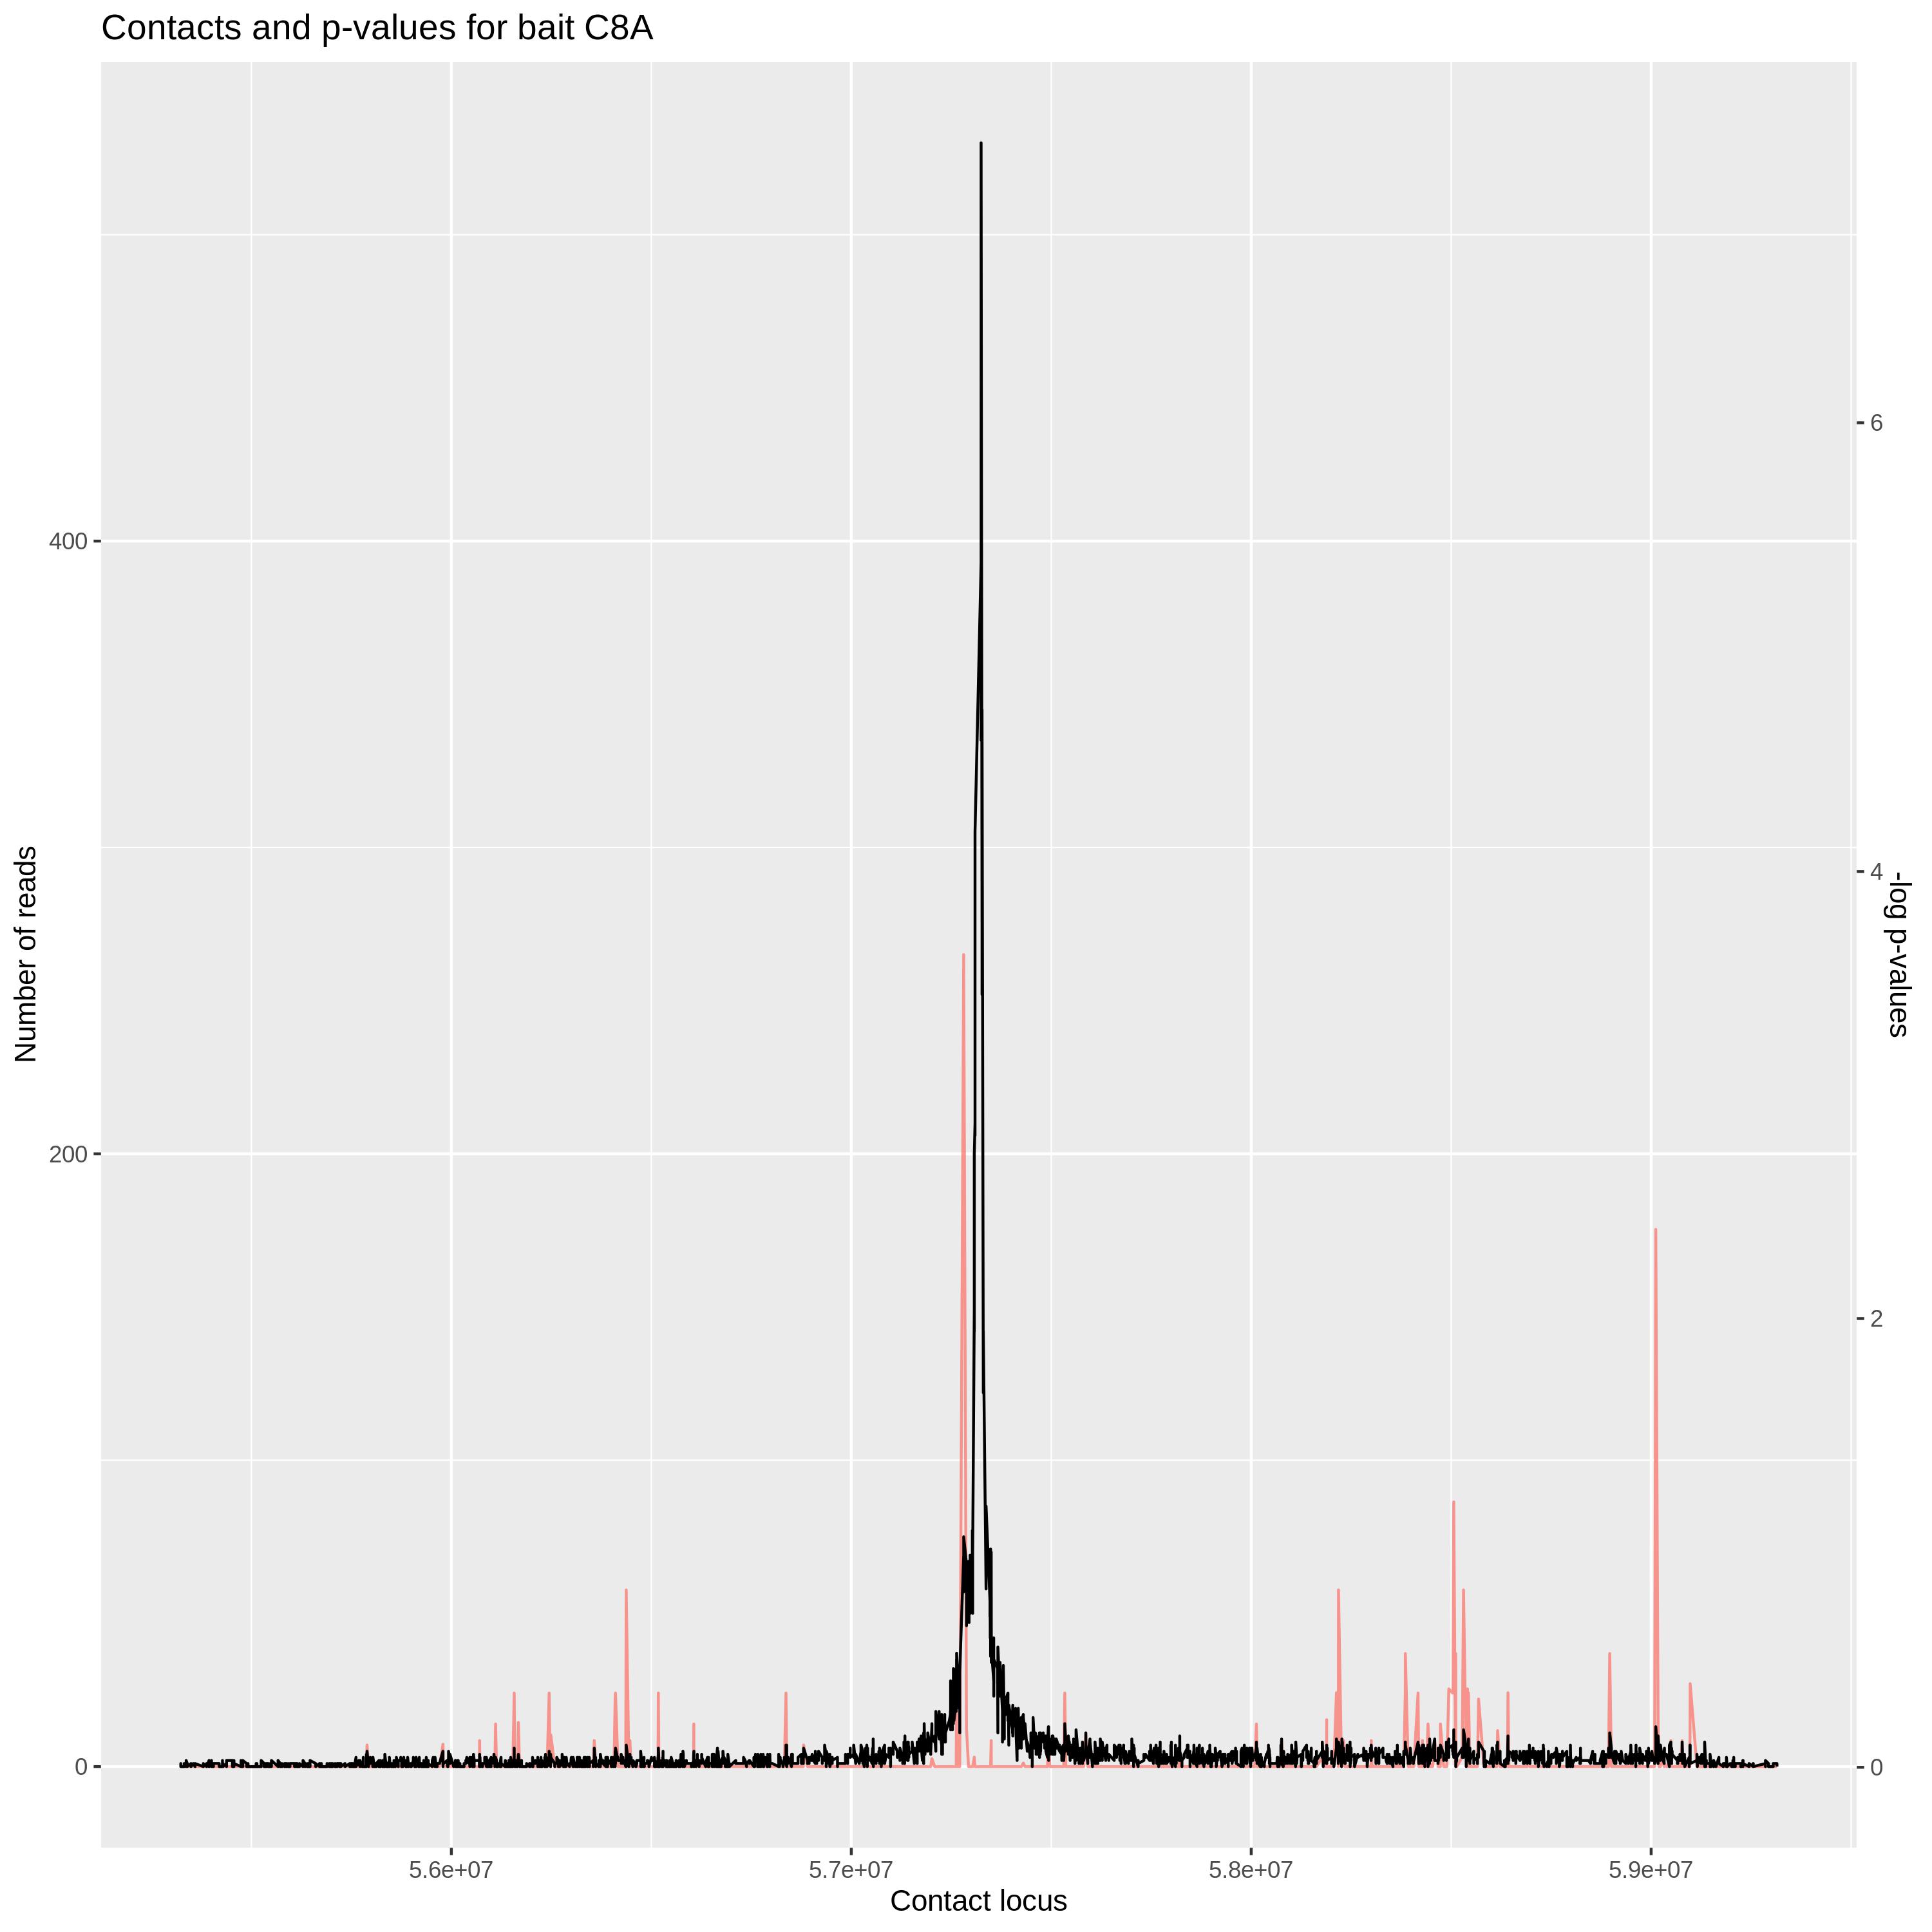 Contacts and p-values for bait C8A
Number of reads
400
200
0
6
4
2
0
-log p-values
5.6e+07
5.7e+07
5.8e+07
5.9e+07
Contact locus